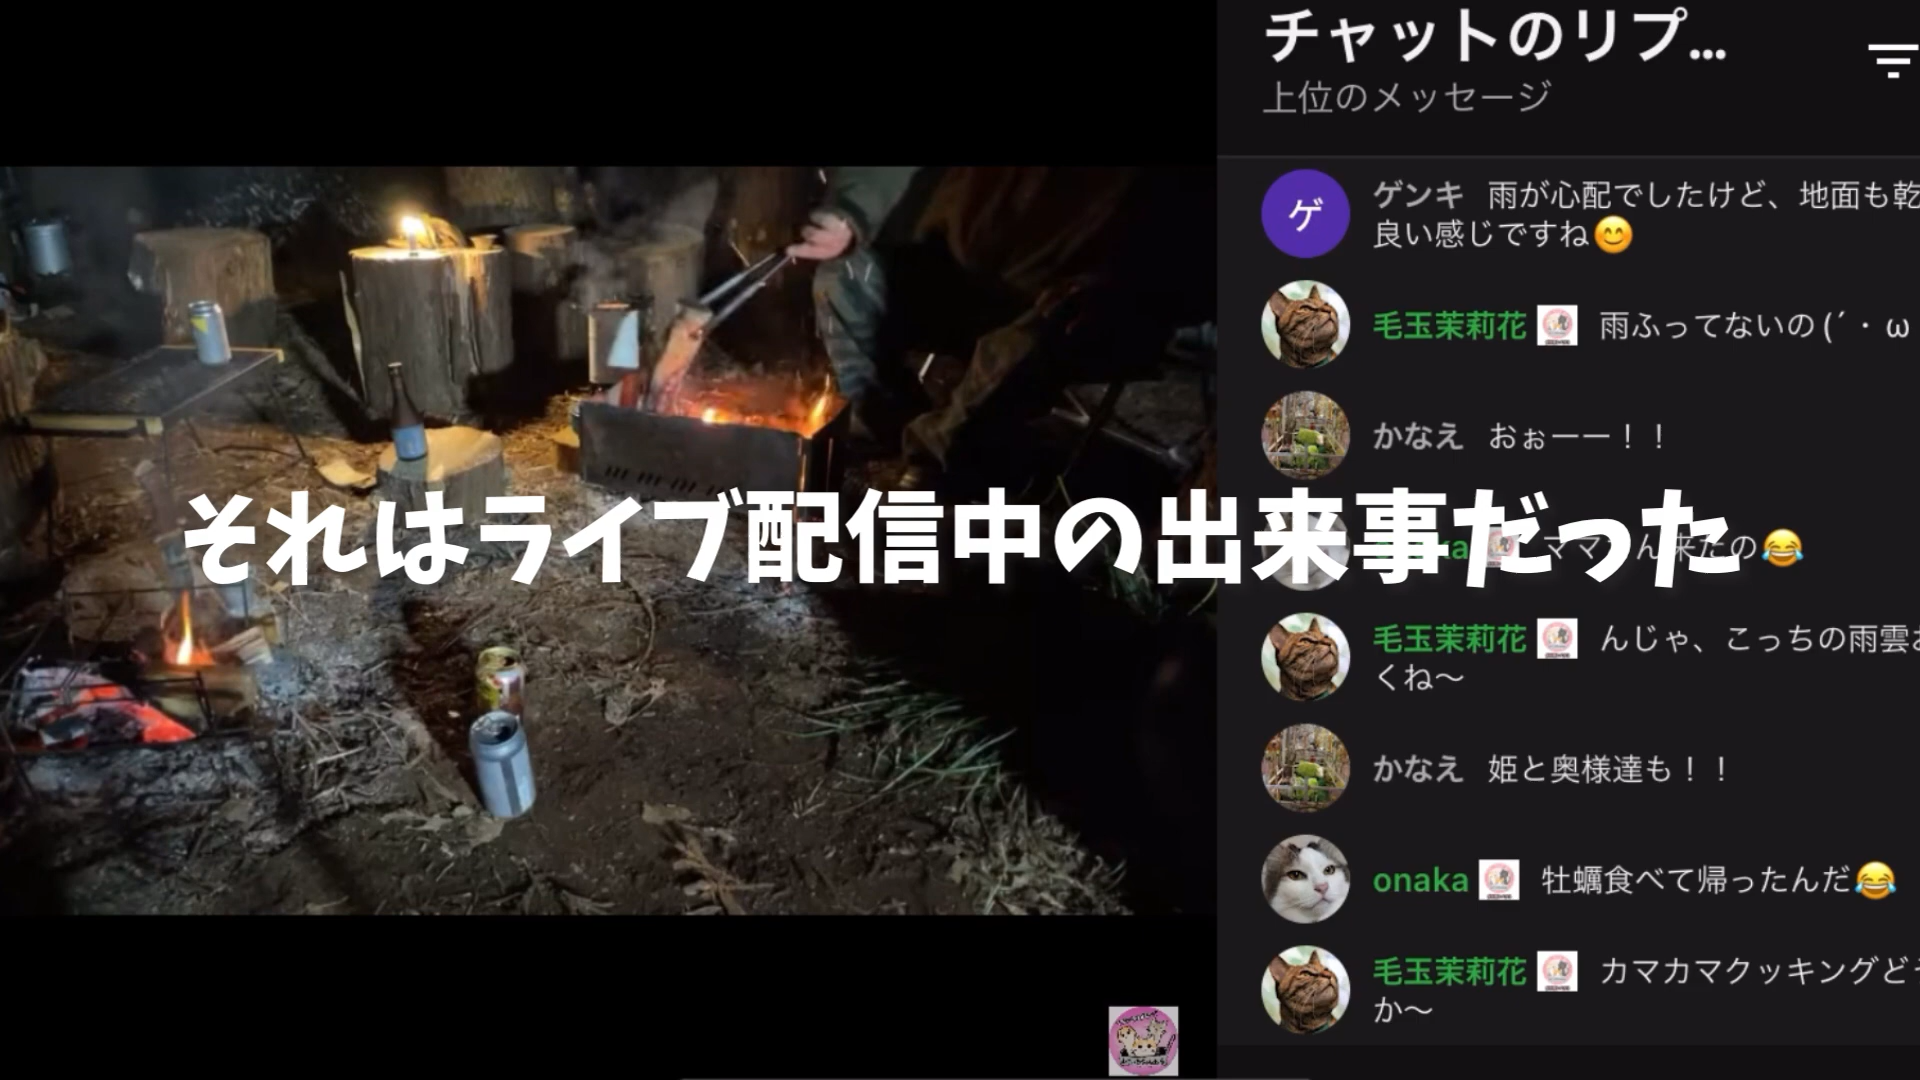 チャットのリプ...
上位のメッセージ
ゲ
ゲンキ 雨が心配でしたけど、地面も乾
良い感じですね😊
毛玉茉莉花 雨ふってないの(´・ω
かなえ おぉーー！！
それはライブ配信中の出来事だった
来たの😂
毛玉茉莉花 んじゃ、こっちの雨雲お
くね〜
かなえ 姫と奥様達も！！
onaka 牡蠣食べて帰ったんだ😂
毛玉茉莉花 カマカマクッキングど
か〜